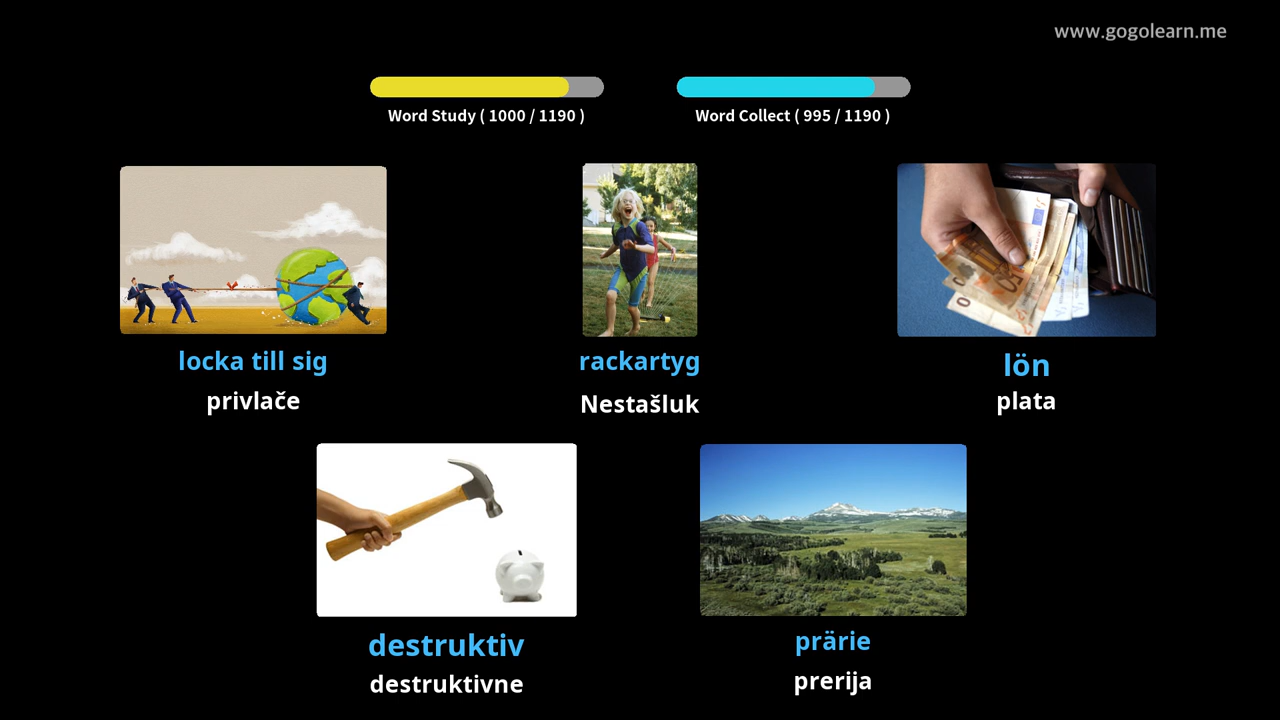 www.gogolearn.me
Word Study ( 1000 / 1190 )
Word Collect ( 995 / 1190 )
locka till sig
privlače
rackartyg
Nestašluk
lön
plata
destruktiv
destruktivne
prärie
prerija